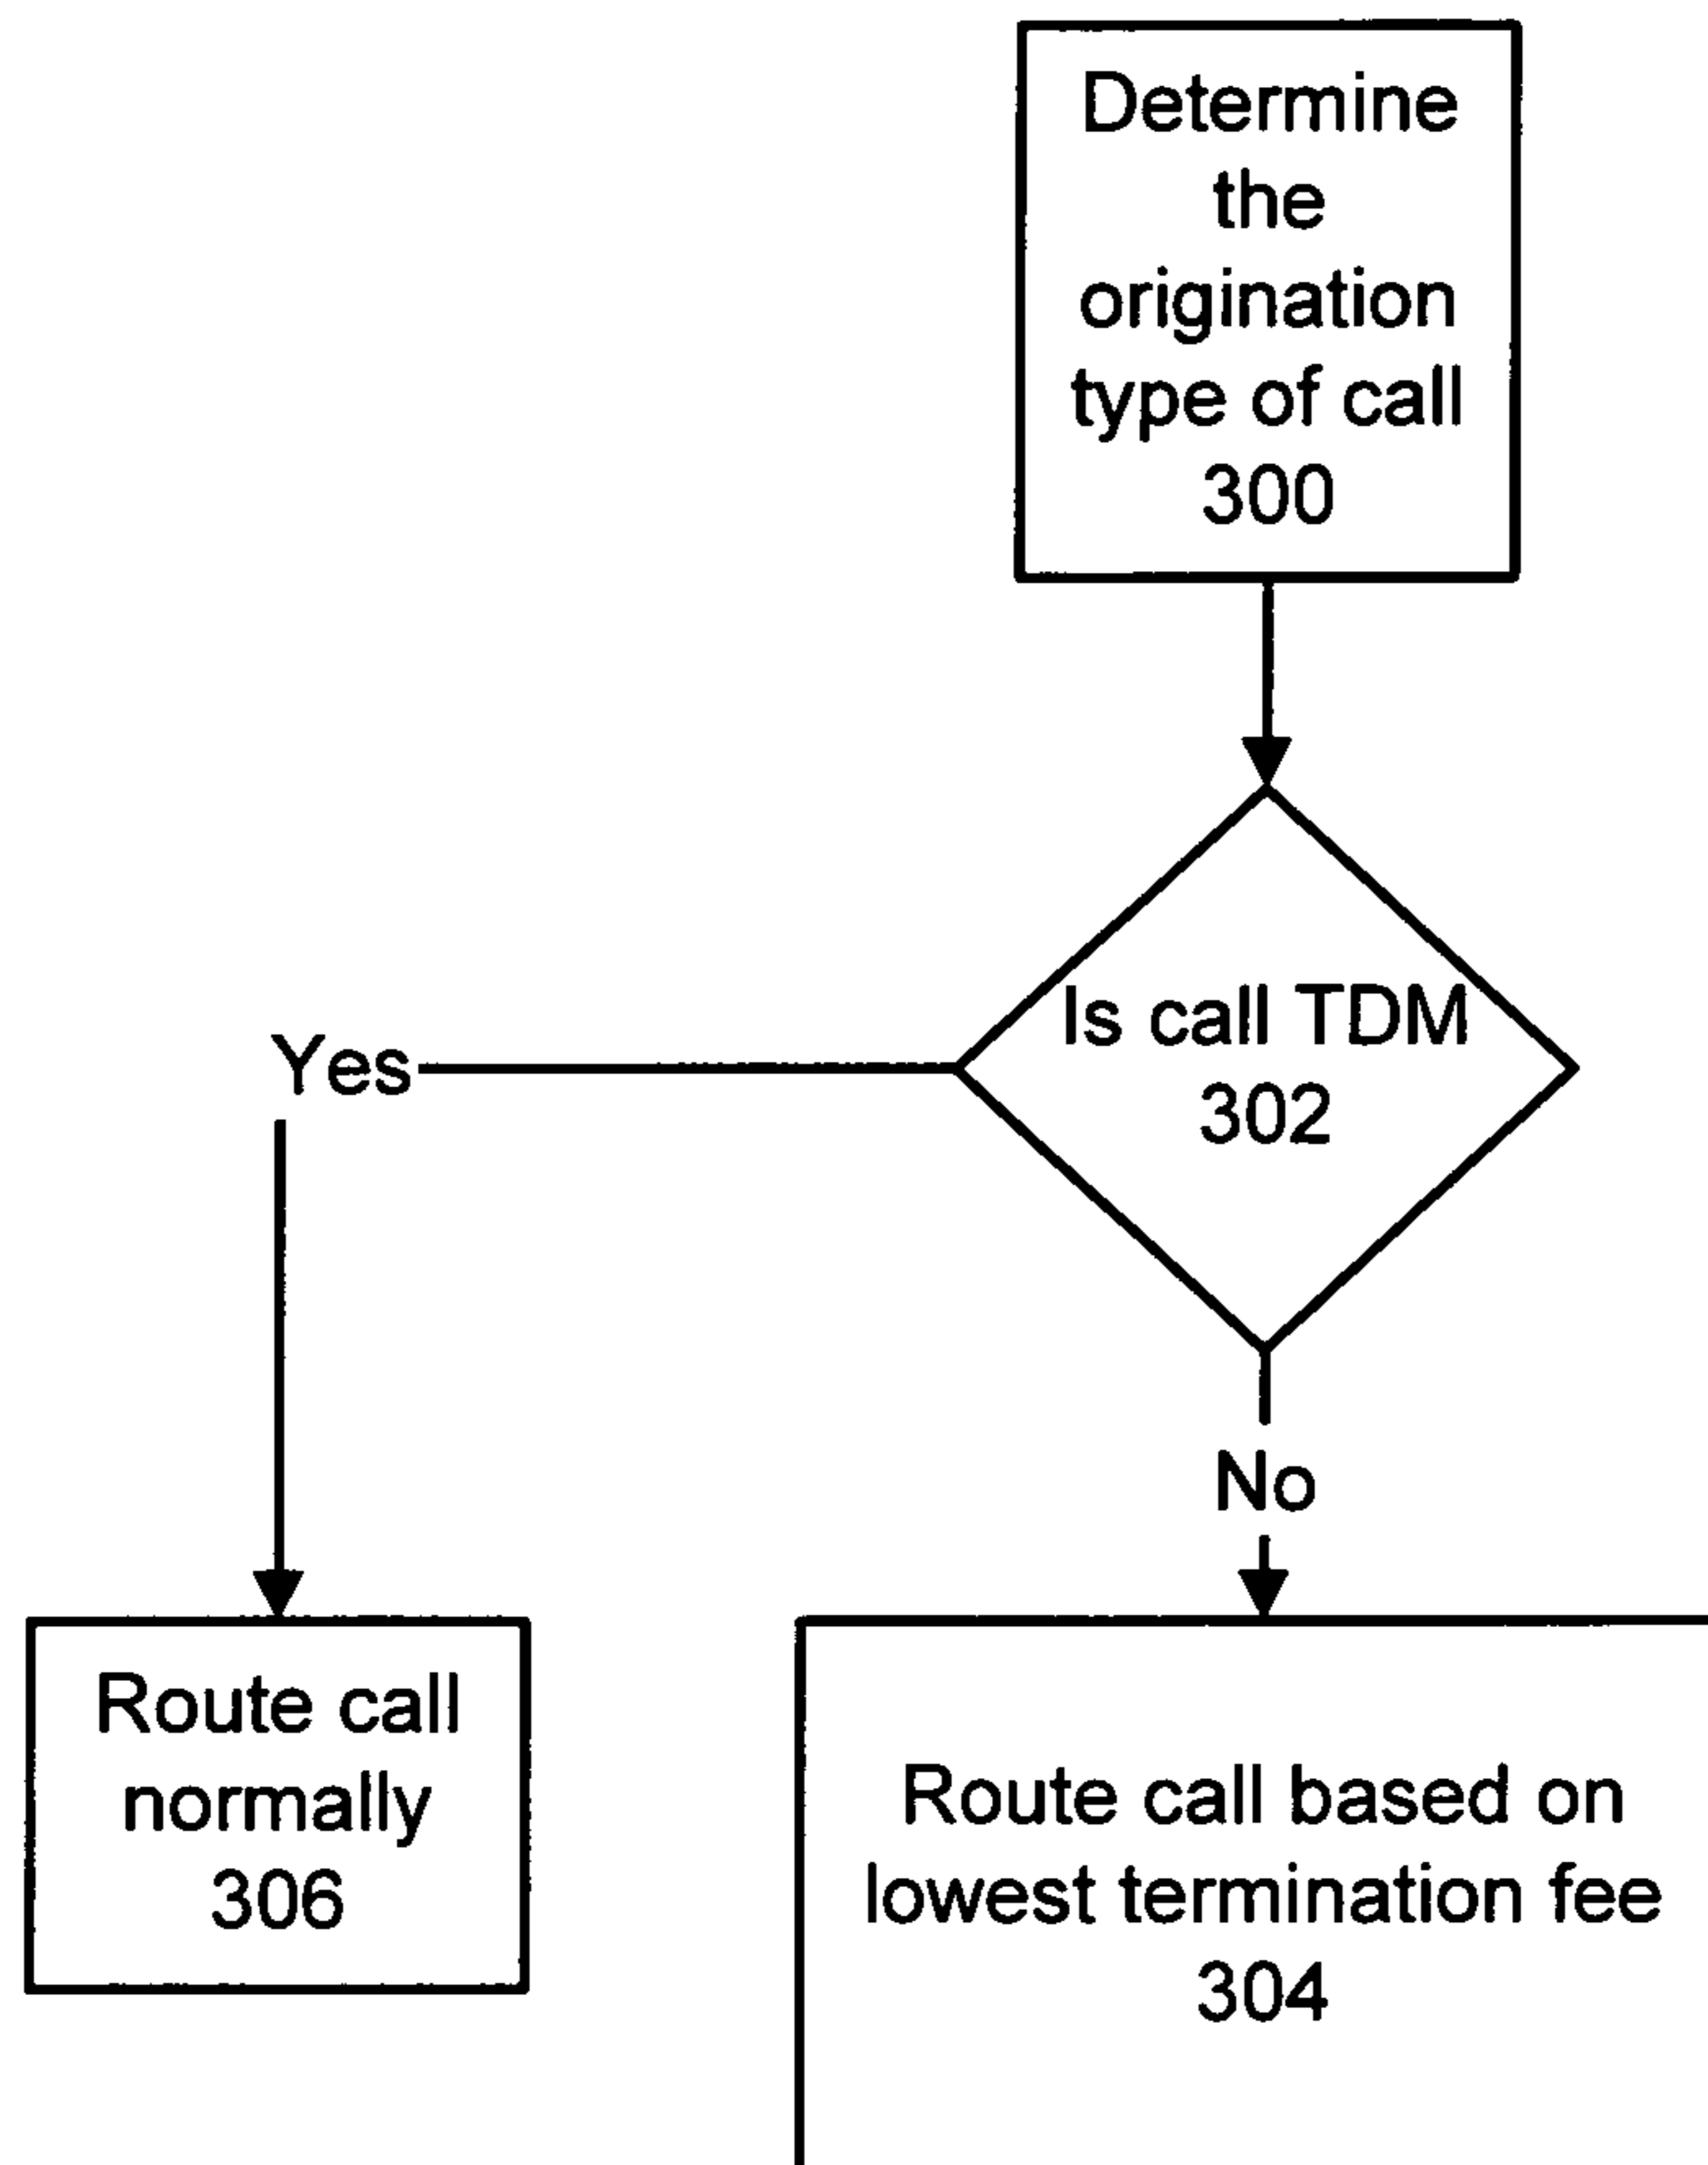 Determine
the
origination
type of call
300
Is call TDM
302
Yes
No
Route call
normally
306
Route call based on
lowest termination fee
304